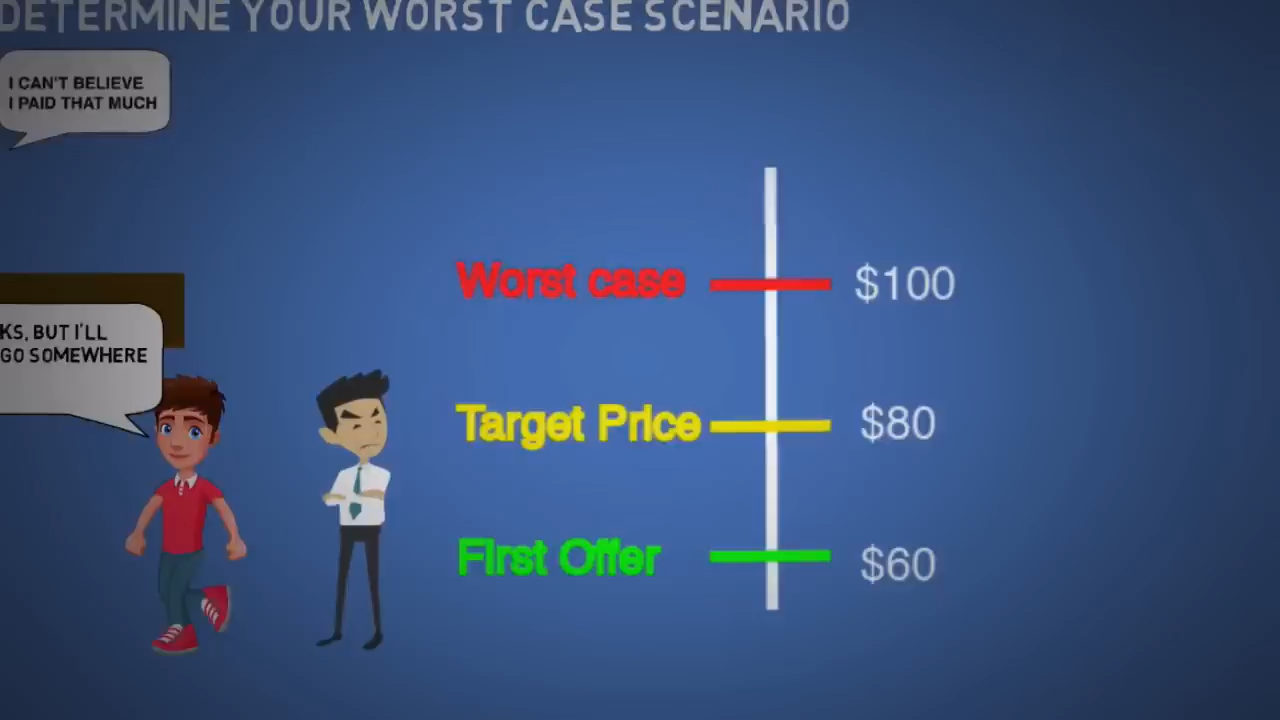 DETERMINE YOUR WORST CASE SCENARIO
I CAN'T BELIEVE
I PAID THAT MUCH
KS, BUT I'LL
GO SOMEWHERE
Worst case $100
Target Price $80
First Offer $60